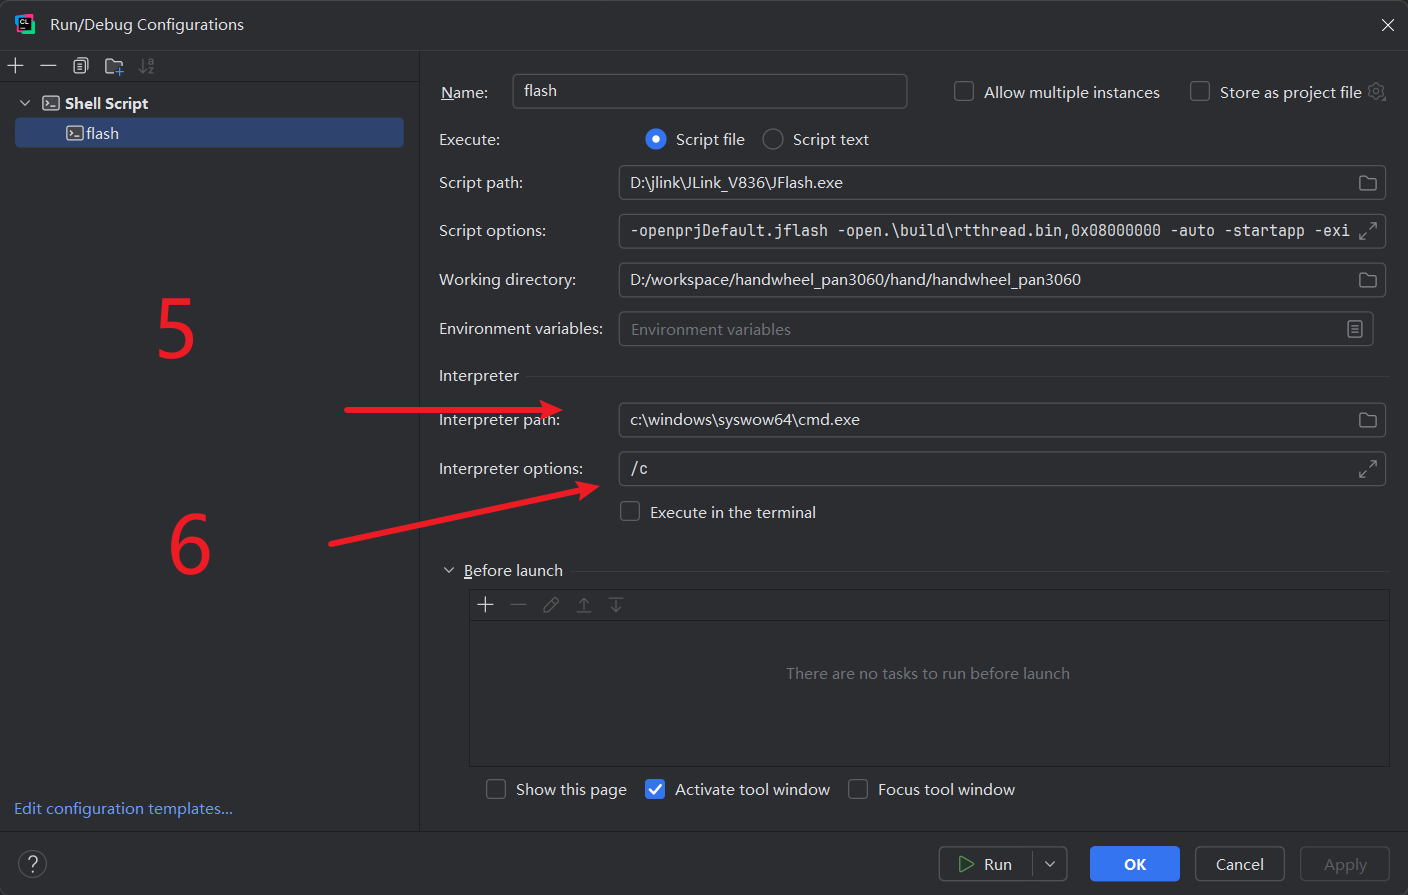 CL
Run/Debug Configurations
Shell Script
flash
Edit configuration templates...
Name:
flash
Allow multiple instances
Store as project file
Execute:
Script file
Script text
Script path:
D:\jlink\JLink_V836\JFlash.exe
Script options:
-openprjDefault.jflash -open.\build\rtthread.bin,0x08000000 -auto -startapp -exi
Working directory:
D:/workspace/handwheel_pan3060/hand/handwheel_pan3060
Environment variables:
Environment variables
5
Interpreter
Interpreter path:
c:\windows\syswow64\cmd.exe
Interpreter options:
/c
6
Execute in the terminal
Before launch
There are no tasks to run before launch
Show this page
Activate tool window
Focus tool window
?
Run
OK
Cancel
Apply